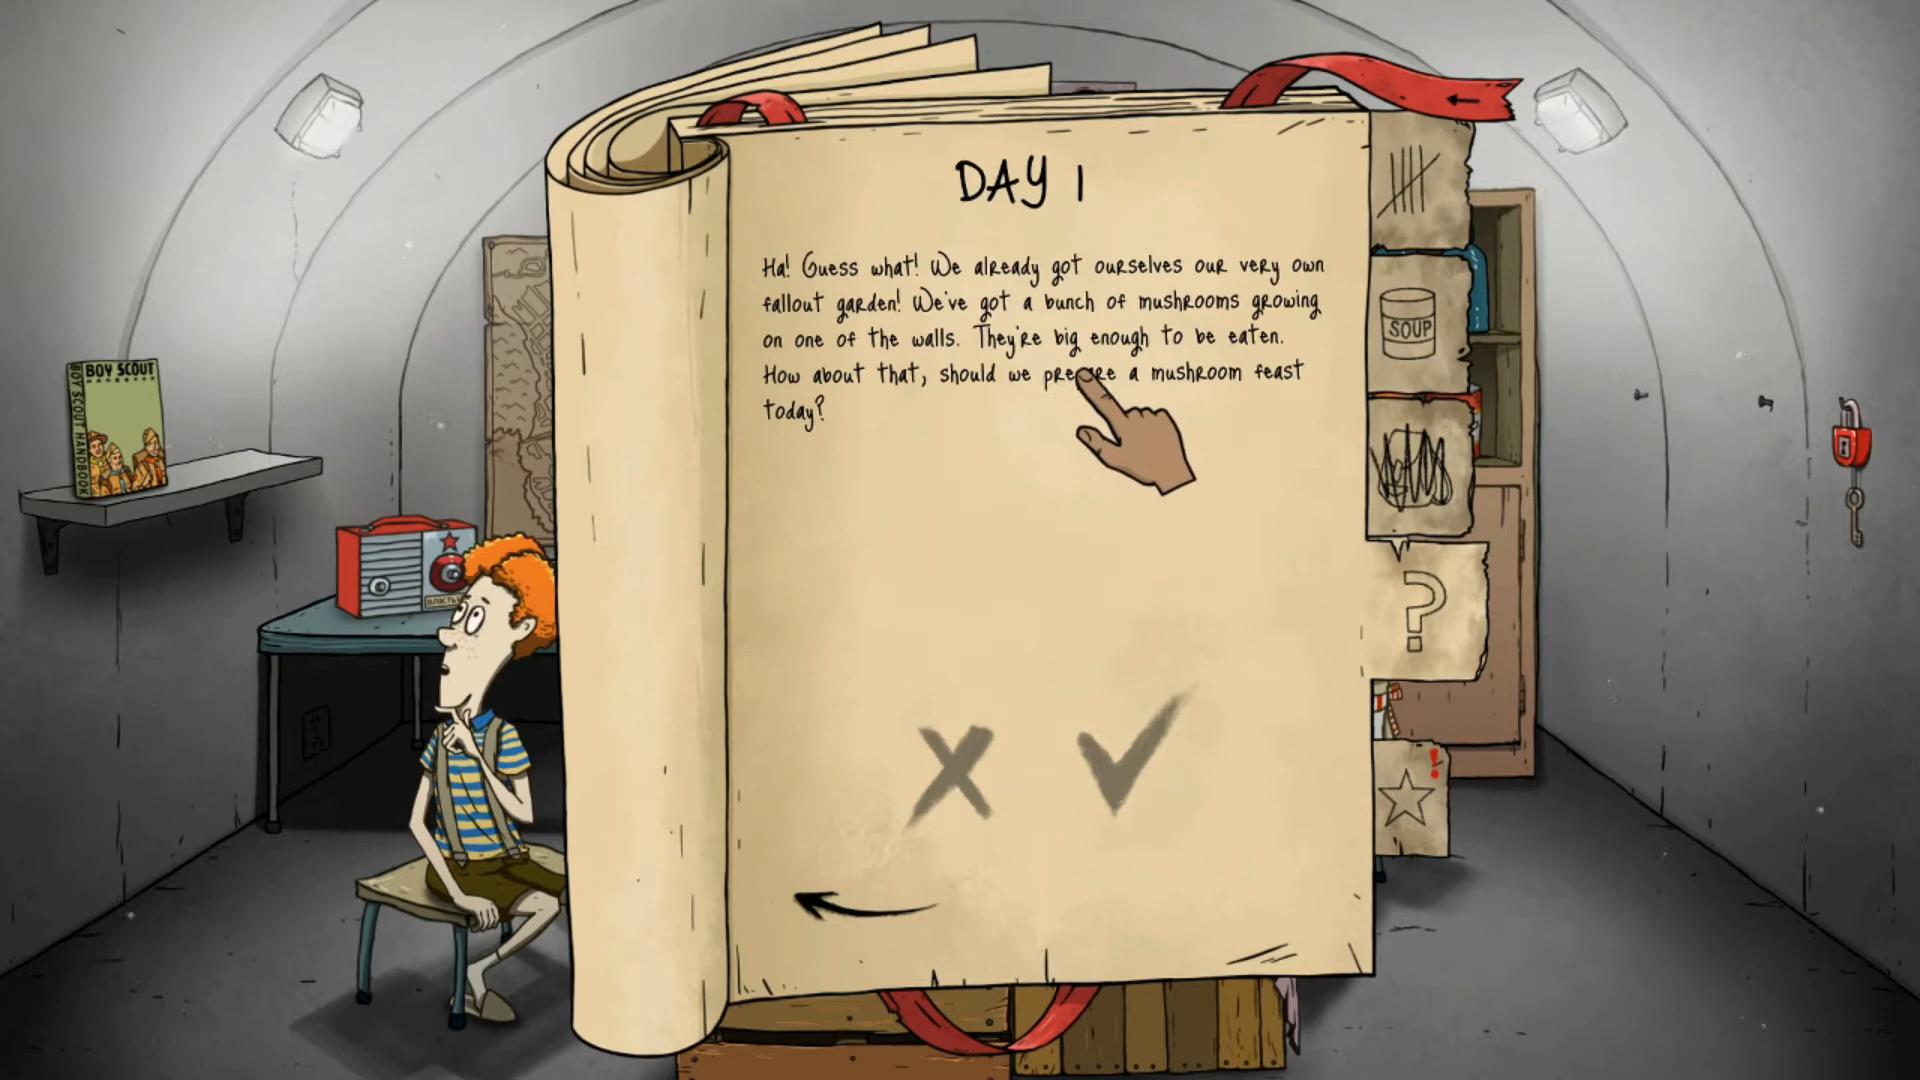 DAY 1
Ha! Guess what! We already got ourselves our very own
fallout garden! We've got a bunch of mushrooms growing
on one of the walls. They're big enough to be eaten.
How about that, should we prepare a mushroom feast
today?
BOY SCOUT
BOY SCOUT HANDBOOK
SOUP
?
!